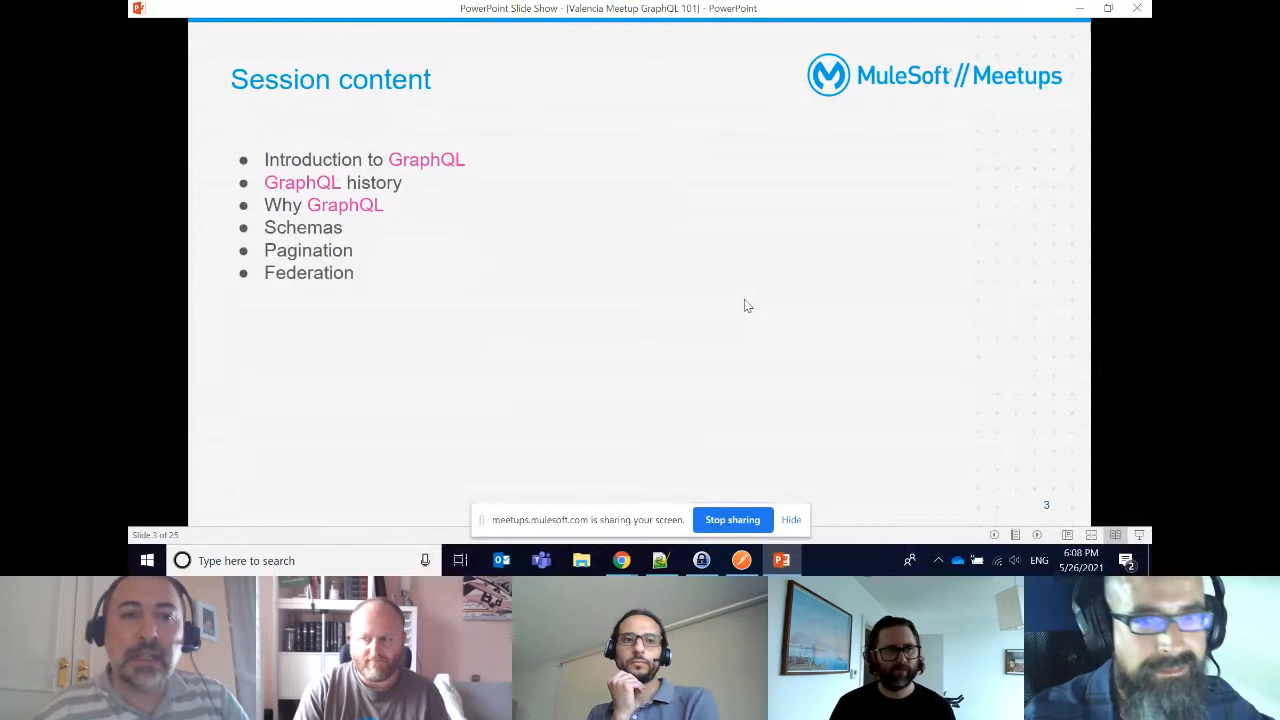 PowerPoint Slide Show - [Valencia Meetup GraphQL 101] - PowerPoint
Session content
MuleSoft // Meetups
Introduction to GraphQL
GraphQL history
Why GraphQL
Schemas
Pagination
Federation
3
meetups.mulesoft.com is sharing your screen.
Stop sharing
Hide
Slide 3 of 25
Type here to search
ENG
6:08 PM
5/26/2021
2